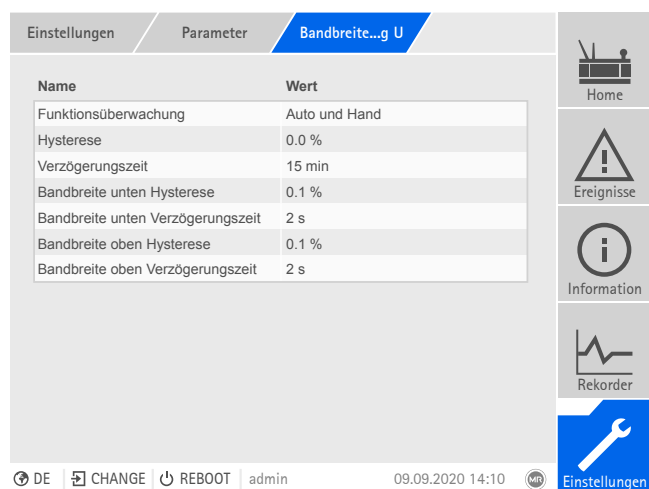 Einstellungen Parameter Bandbreite...g U
Name Wert
Funktionsüberwachung Auto und Hand
Hysterese 0.0 %
Verzögerungszeit 15 min
Bandbreite unten Hysterese 0.1 %
Bandbreite unten Verzögerungszeit 2 s
Bandbreite oben Hysterese 0.1 %
Bandbreite oben Verzögerungszeit 2 s
Home
Ereignisse
Information
Rekorder
Einstellungen
DE CHANGE REBOOT admin 09.09.2020 14:10 MR